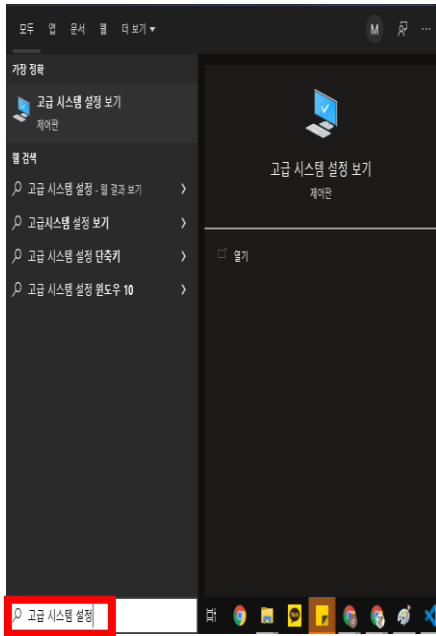 모두 앱 문서 웹 더 보기 ▾ M ···
가장 정확
고급 시스템 설정 보기
제어판
웹 검색
고급 시스템 설정 - 웹 결과 보기
고급시스템 설정 보기
고급 시스템 설정 단축키
고급 시스템 설정 윈도우 10
고급 시스템 설정 보기
제어판
열기
고급 시스템 설정